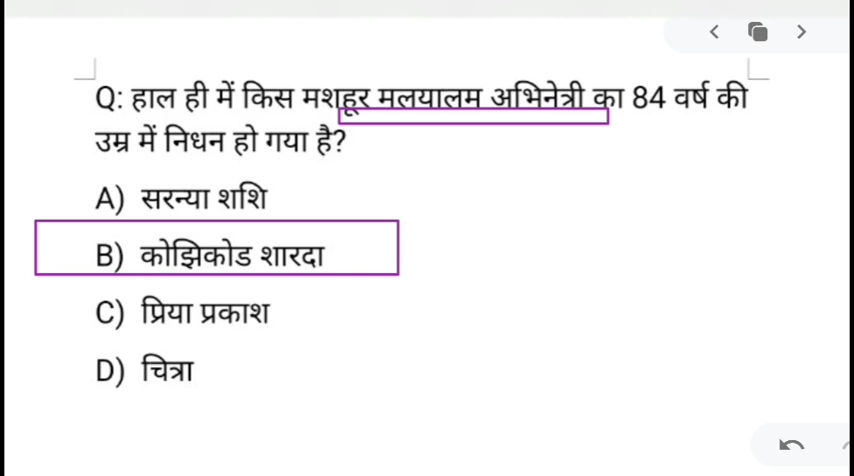 Q: हाल ही में किस मशहूर मलयालम अभिनेत्री का 84 वर्ष की
उम्र में निधन हो गया है?
A) सरन्या शशि
B) कोझिकोड शारदा
C) प्रिया प्रकाश
D) चित्रा